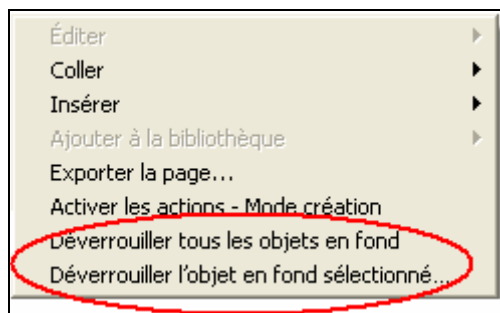 Éditer
Coller
Insérer
Ajouter à la bibliothèque
Exporter la page...
Activer les actions - Mode création
Déverrouiller tous les objets en fond
Déverrouiller l'objet en fond sélectionné...